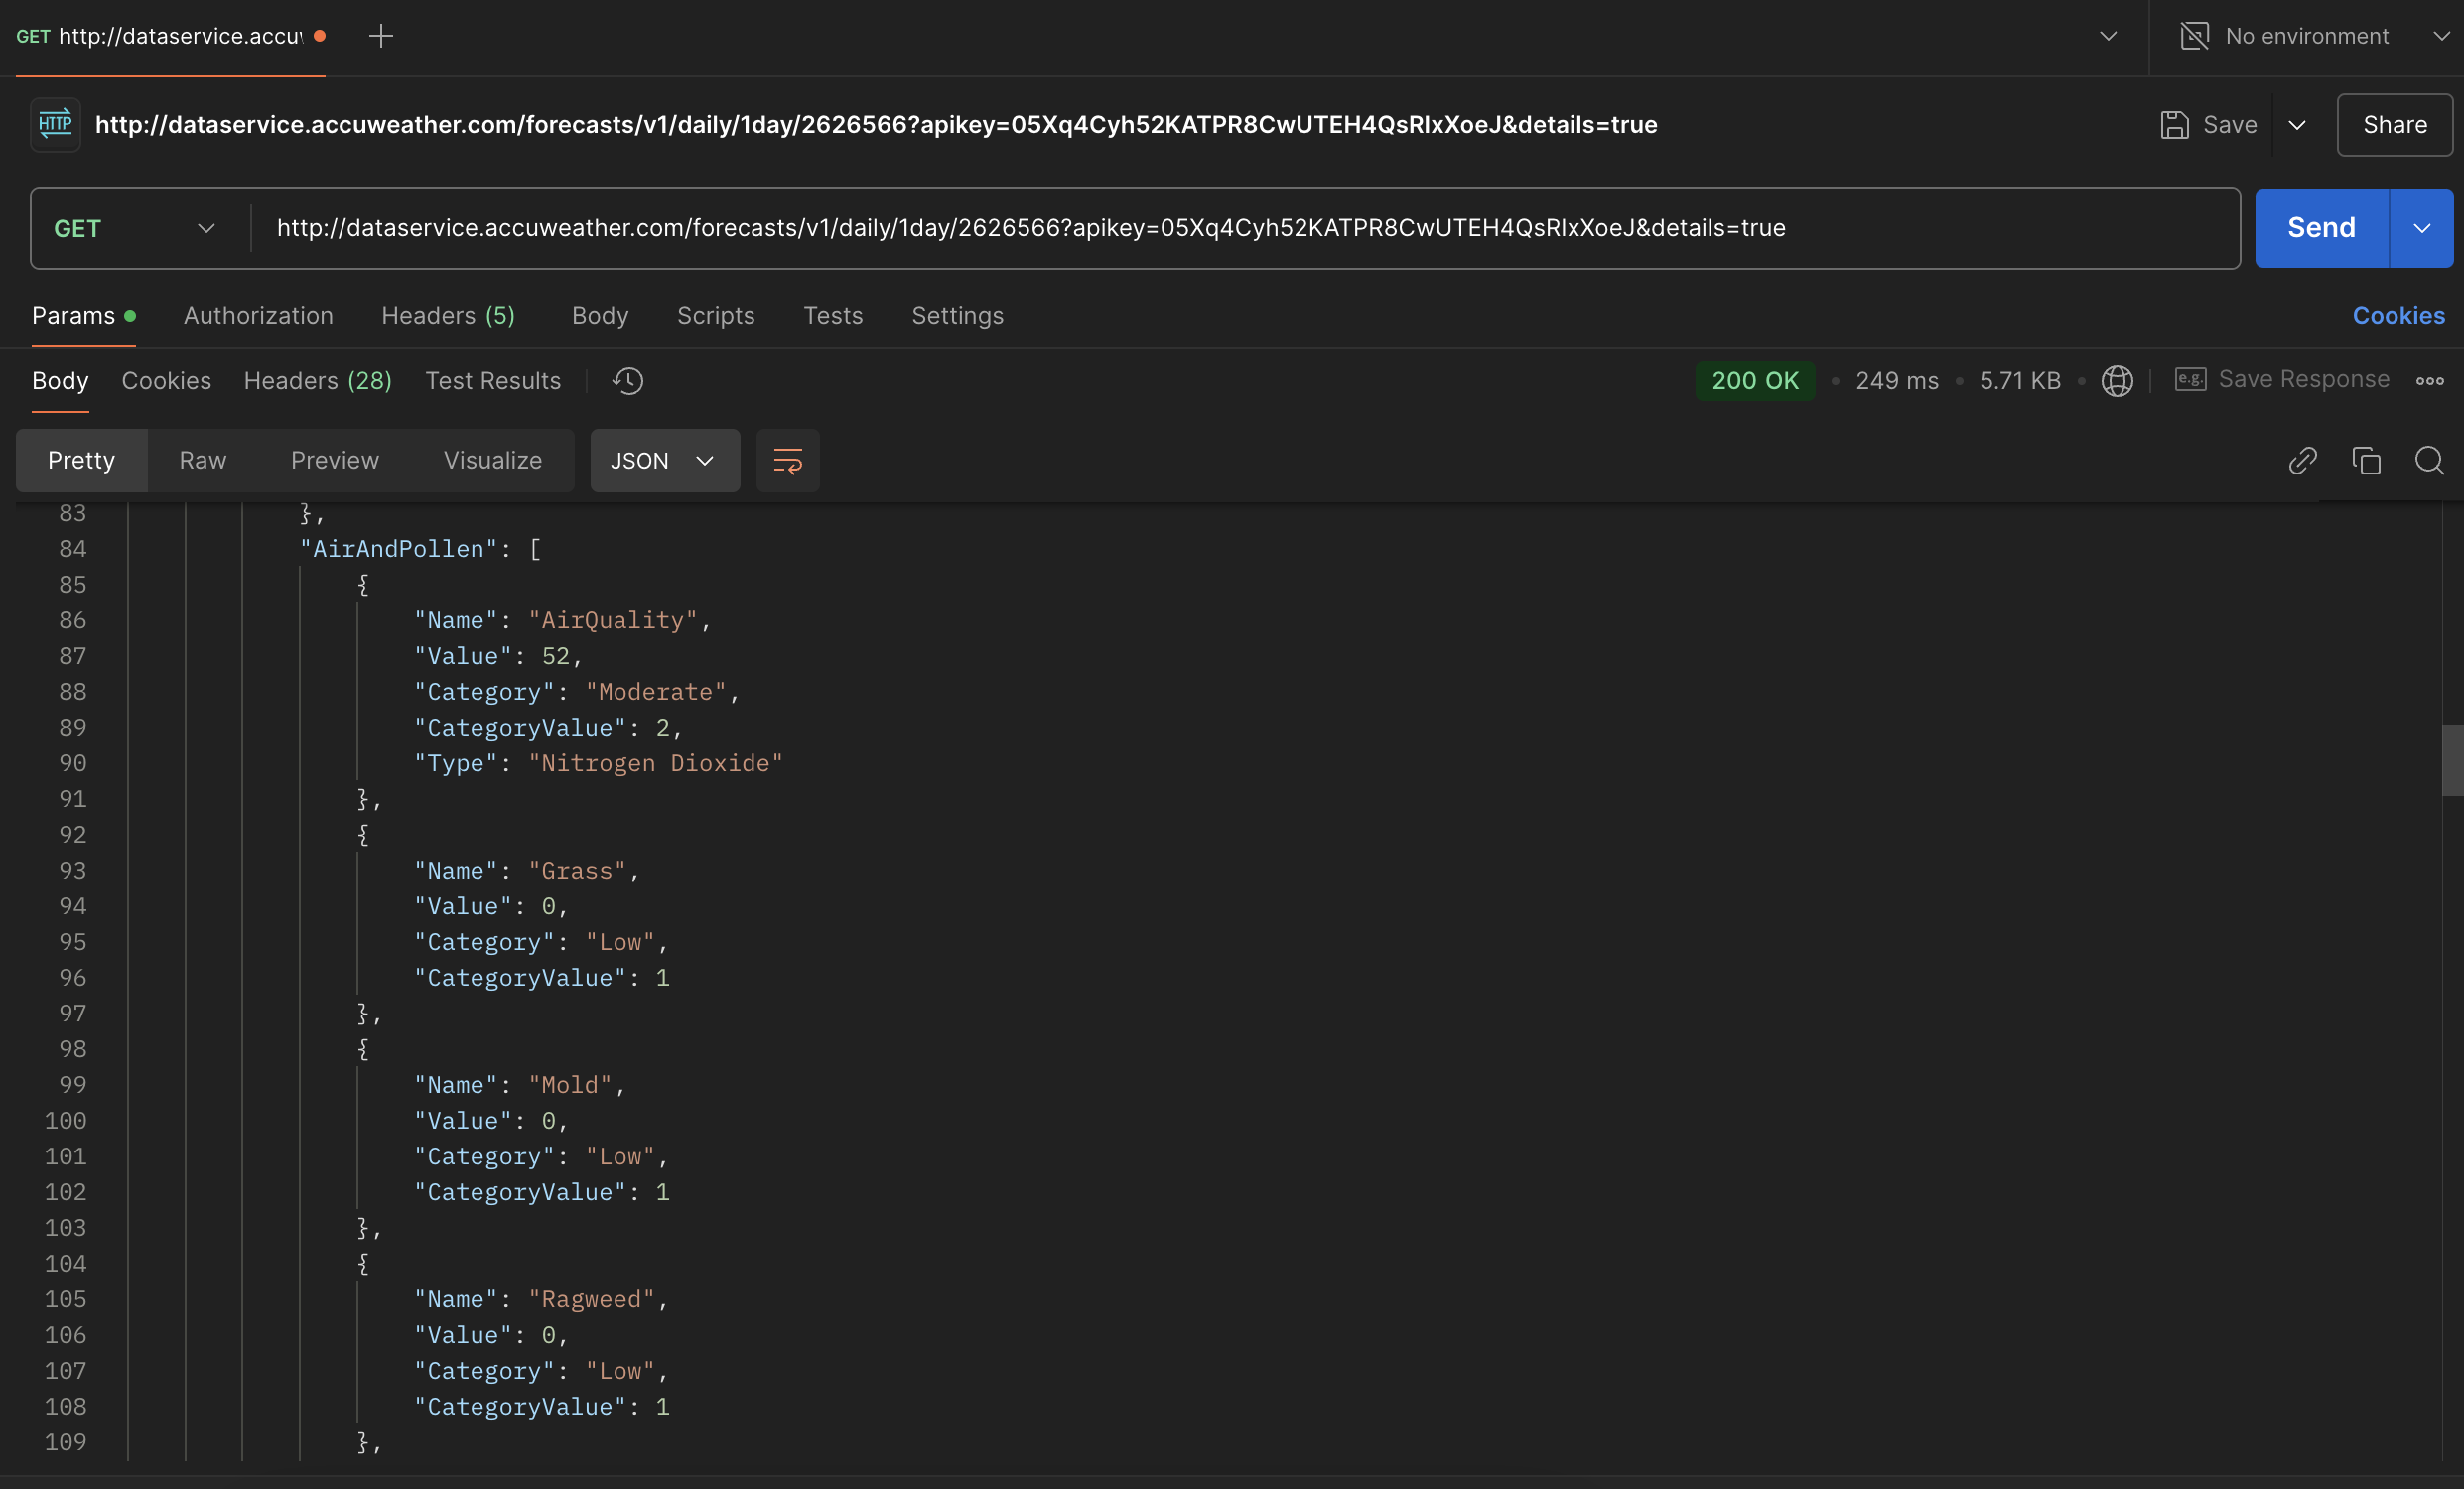 GET http://dataservice.accu
No environment
HTTP http://dataservice.accuweather.com/forecasts/v1/daily/1day/2626566?apikey=05Xq4Cyh52KATPR8CwUTEH4QsRIxXoeJ&details=true Save Share
GET http://dataservice.accuweather.com/forecasts/v1/daily/1day/2626566?apikey=05Xq4Cyh52KATPR8CwUTEH4QsRIxXoeJ&details=true Send
Params Authorization Headers (5) Body Scripts Tests Settings Cookies
Body Cookies Headers (28) Test Results 200 OK 249 ms 5.71 KB e.g. Save Response
Pretty Raw Preview Visualize JSON
83 },
84 "AirAndPollen": [
85 {
86 "Name": "AirQuality",
87 "Value": 52,
88 "Category": "Moderate",
89 "CategoryValue": 2,
90 "Type": "Nitrogen Dioxide"
91 },
92 {
93 "Name": "Grass",
94 "Value": 0,
95 "Category": "Low",
96 "CategoryValue": 1
97 },
98 {
99 "Name": "Mold",
100 "Value": 0,
101 "Category": "Low",
102 "CategoryValue": 1
103 },
104 {
105 "Name": "Ragweed",
106 "Value": 0,
107 "Category": "Low",
108 "CategoryValue": 1
109 },